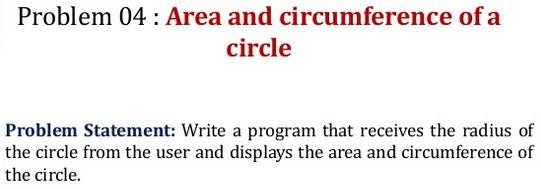 Problem 04 : Area and circumference of a
circle
Problem Statement: Write a program that receives the radius of
the circle from the user and displays the area and circumference of
the circle.